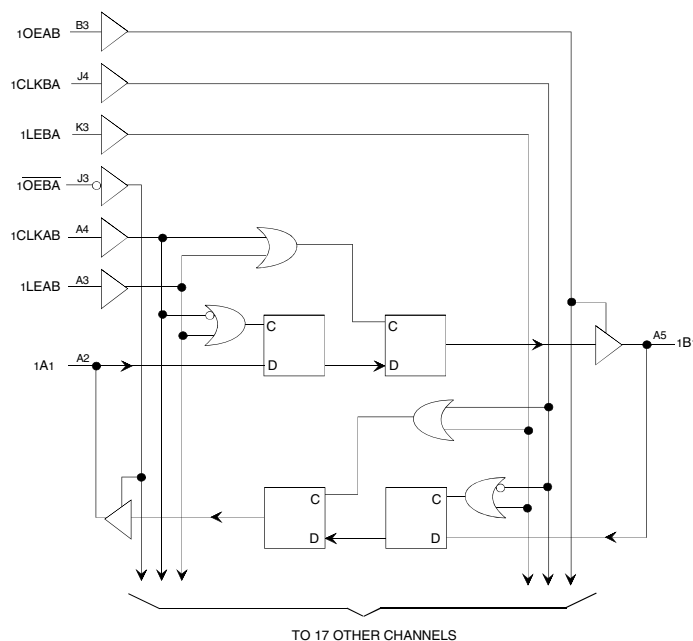 1OEAB B3
1CLKBA J4
1LEBA K3
1OEBA J3
1CLKAB A4
1LEAB A3
C
C
1A1 A2
D
D
A5
1B1
C
C
D
D
TO 17 OTHER CHANNELS